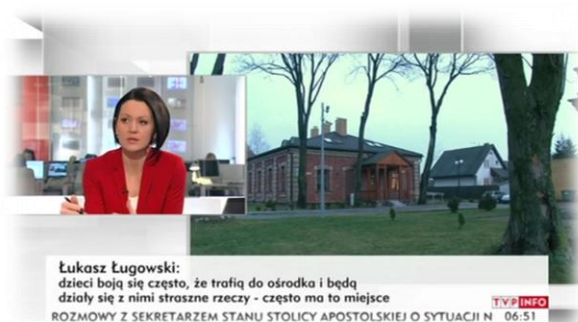 Łukasz Ługowski:
dzieci boją się często, że trafią do ośrodka i będą
działy się z nimi straszne rzeczy - często ma to miejsce
TVP INFO
ROZMOWY Z SEKRETARZEM STANU STOLICY APOSTOLSKIEJ O SYTUACJI N
06:51